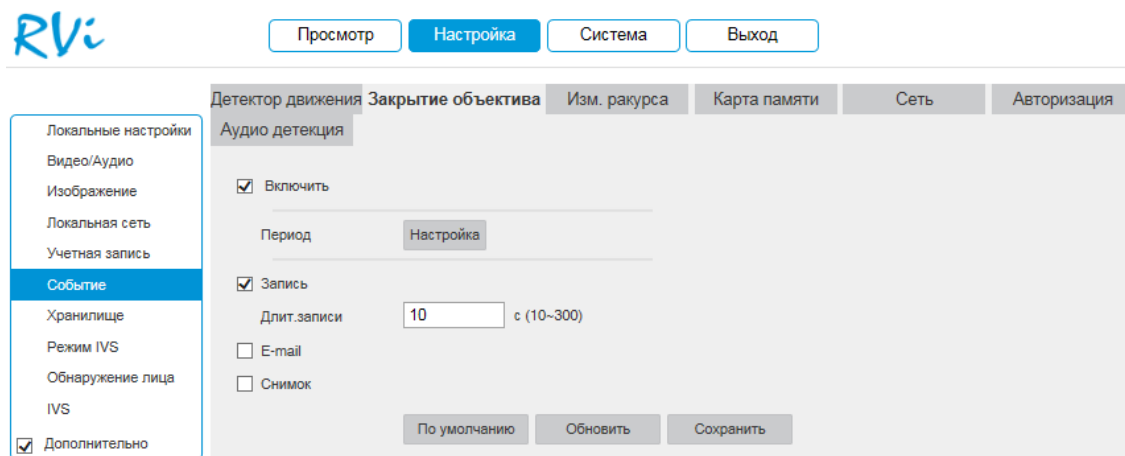 RVi Просмотр Настройка Система Выход
Детектор движения Закрытие объектива Изм. ракурса Карта памяти Сеть Авторизация
Аудио детекция
Локальные настройки
Видео/Аудио
Изображение
Локальная сеть
Учетная запись
Событие
Хранилище
Режим IVS
Обнаружение лица
IVS
Дополнительно
Включить
Период Настройка
Запись
Длит.записи 10 с (10~300)
E-mail
Снимок
По умолчанию Обновить Сохранить